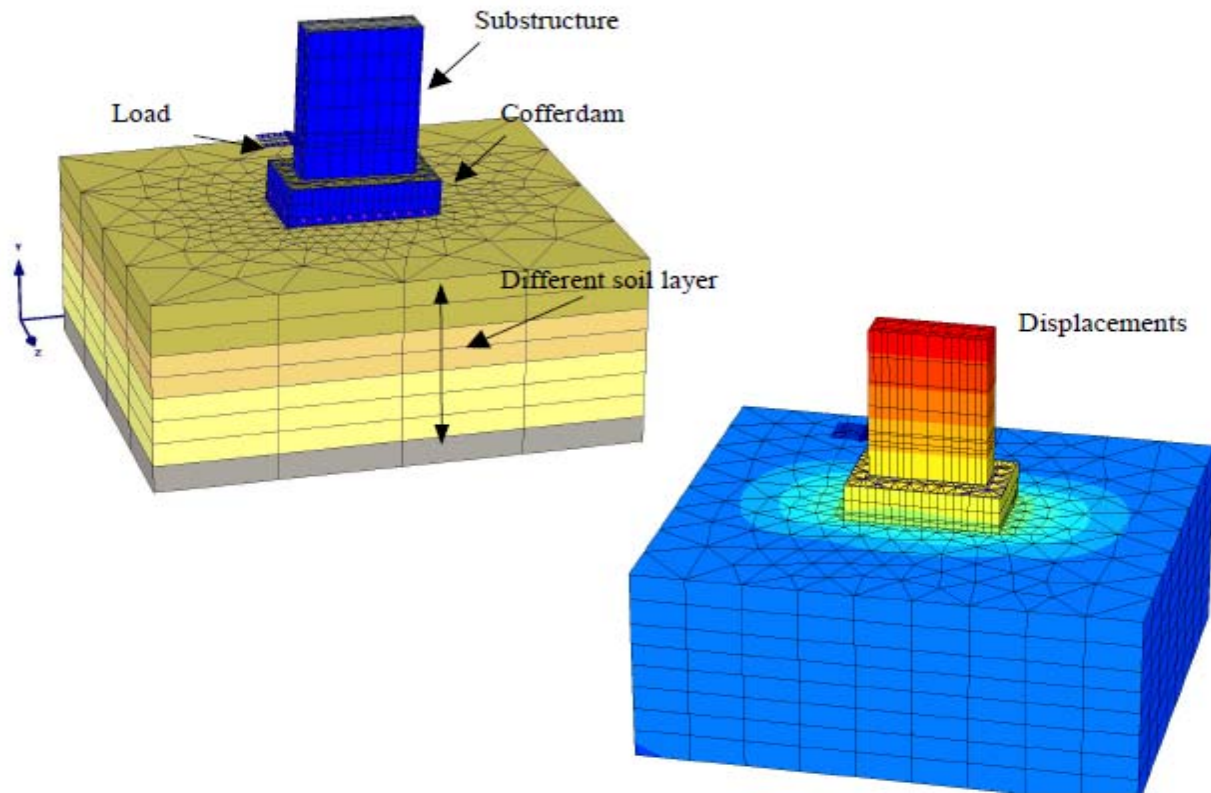 Substructure
Load
Cofferdam
Different soil layer
Y
Z
Displacements